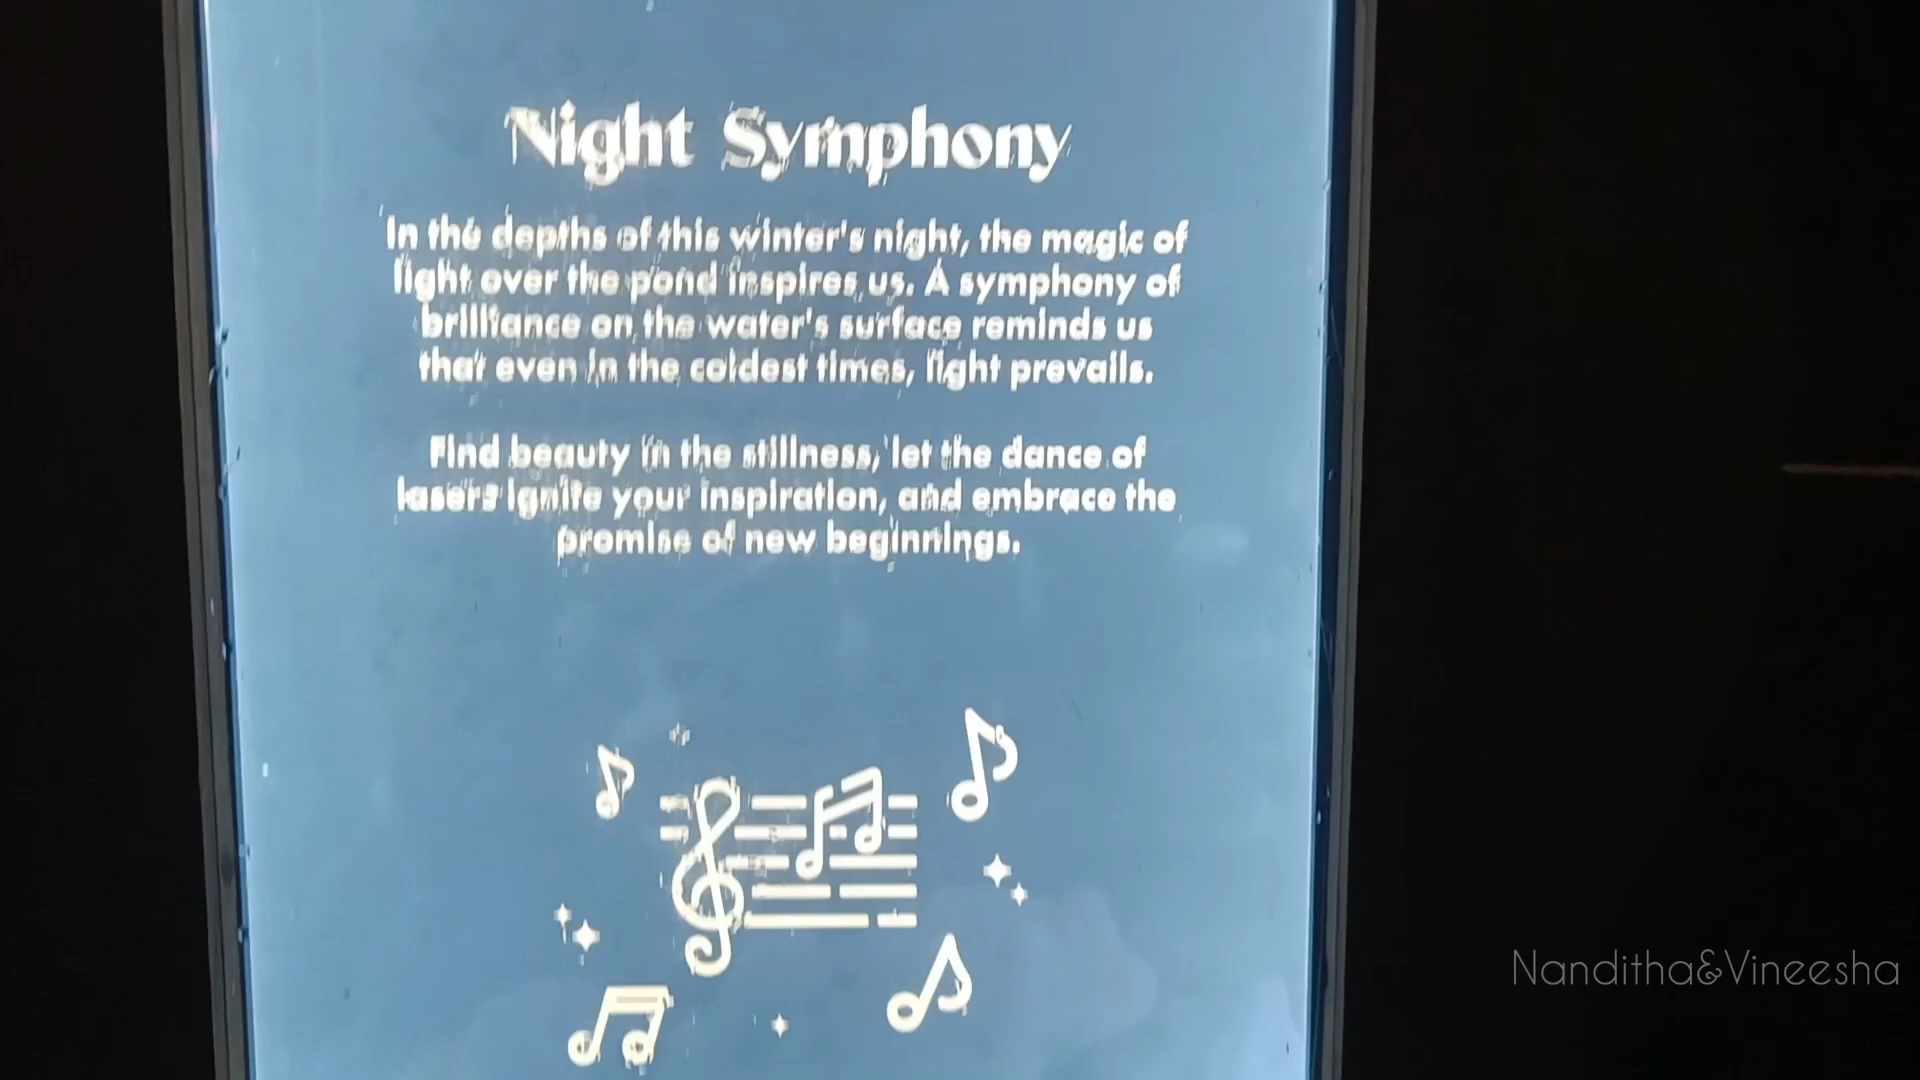 Night Symphony
In the depths of this winter's night, the magic of
light over the pond inspires us. A symphony of
brilliance on the water's surface reminds us
that even in the coldest times, light prevails.
Find beauty in the stillness, let the dance of
lasers ignite your inspiration, and embrace the
promise of new beginnings.
Nanditha&Vineesha